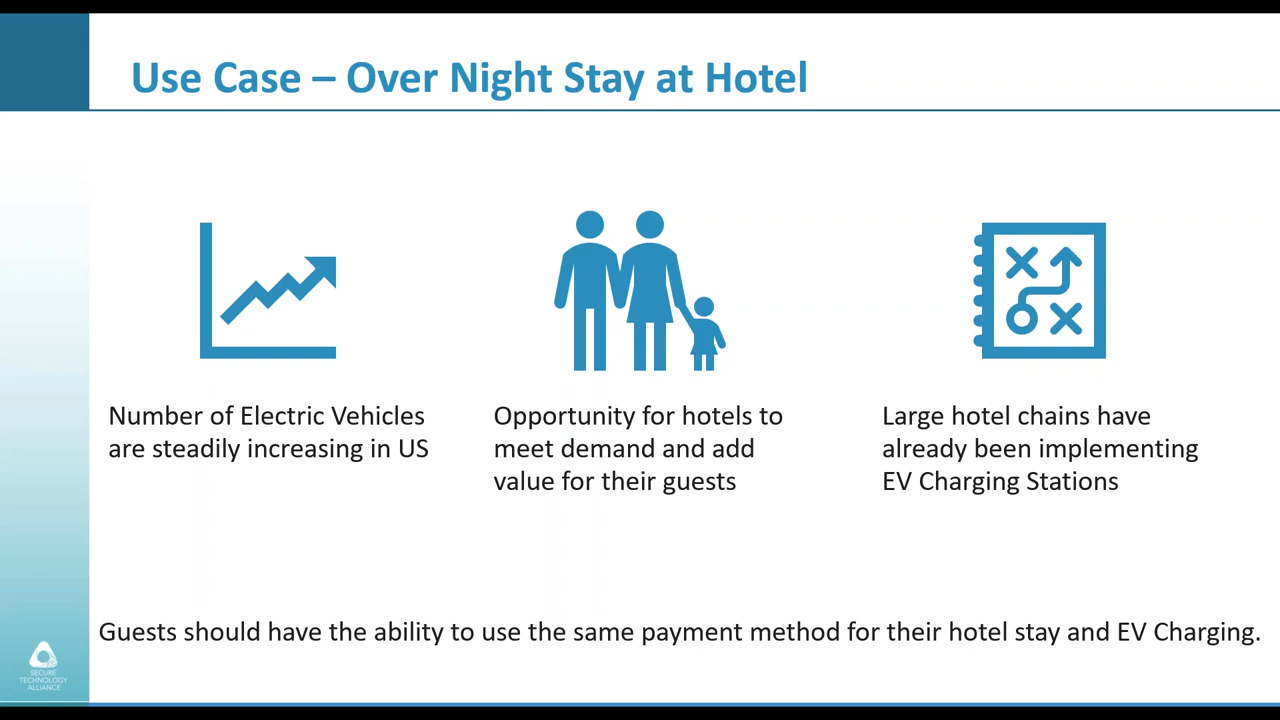 Use Case – Over Night Stay at Hotel
Number of Electric Vehicles
are steadily increasing in US
Opportunity for hotels to
meet demand and add
value for their guests
Large hotel chains have
already been implementing
EV Charging Stations
Guests should have the ability to use the same payment method for their hotel stay and EV Charging.
SECURE
TECHNOLOGY
ALLIANCE